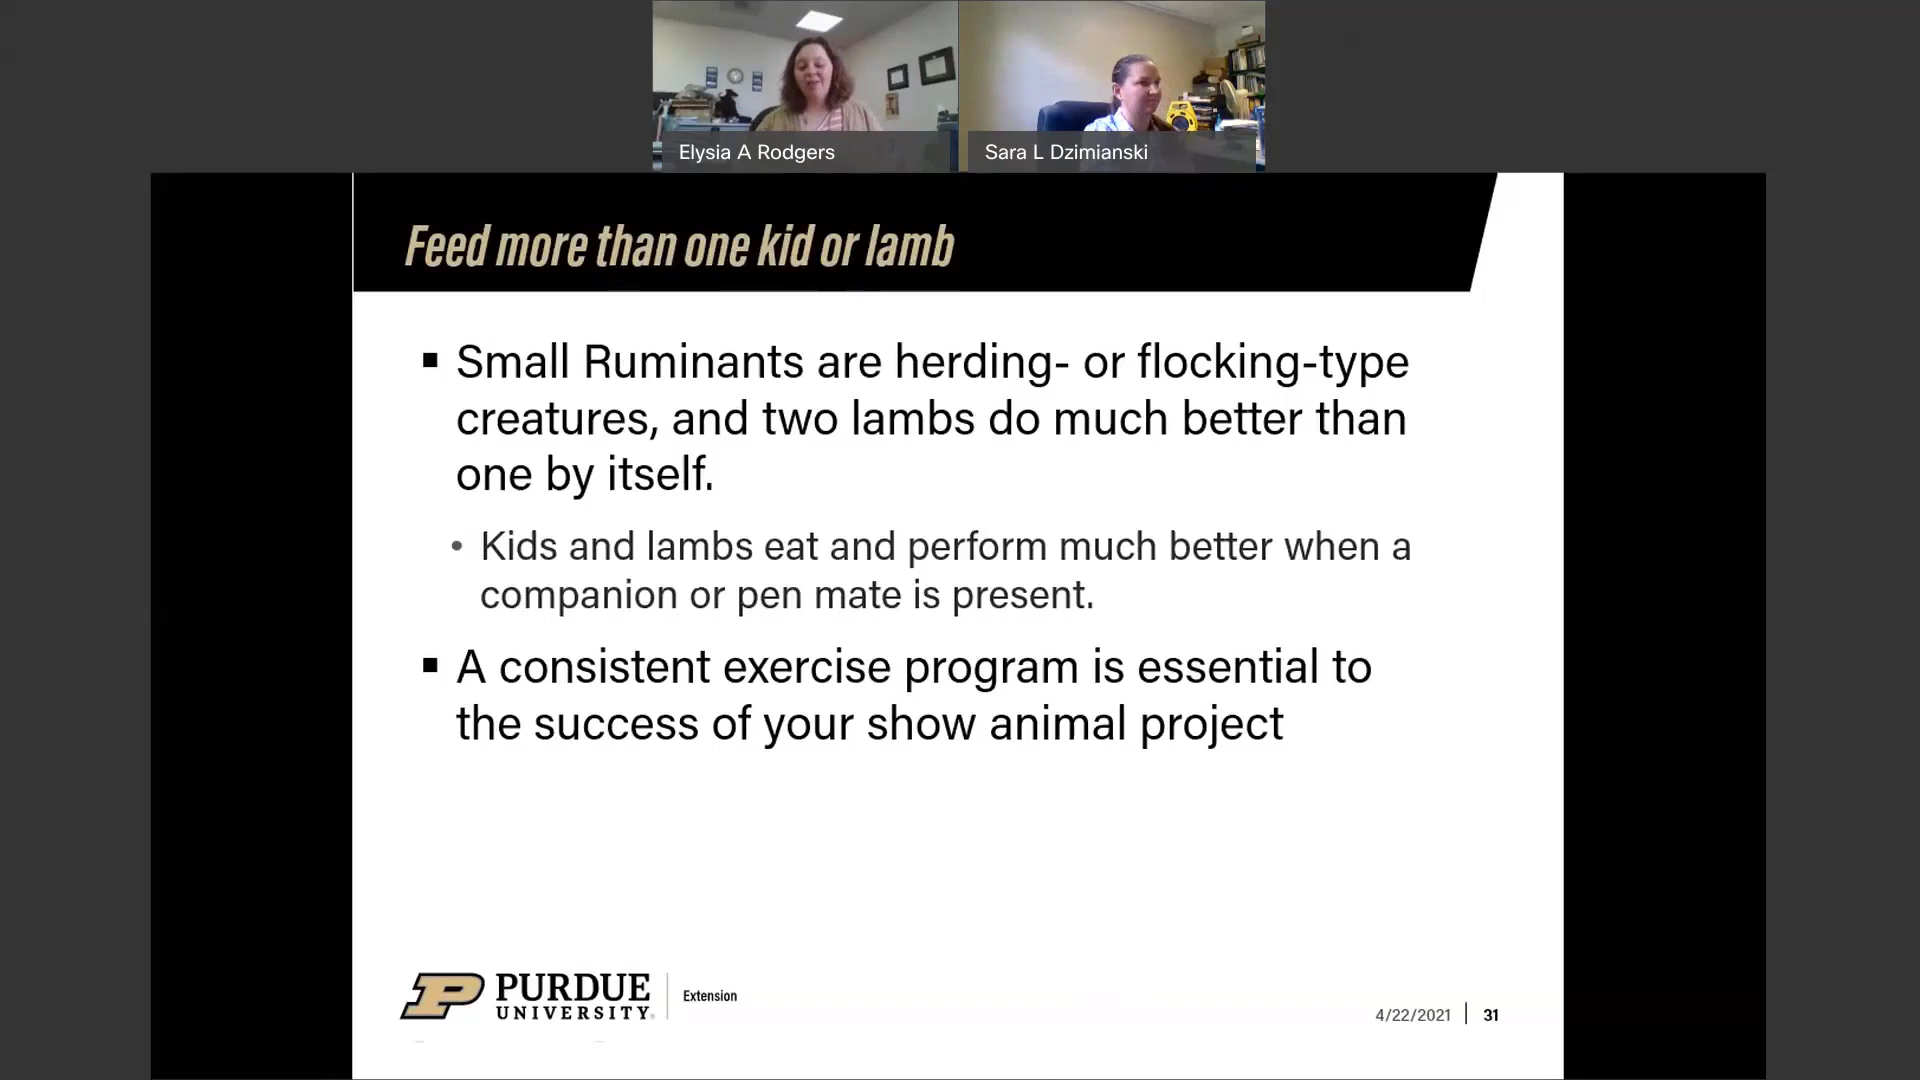 Elysia A Rodgers
Sara L Dzimianski
Feed more than one kid or lamb
▪ Small Ruminants are herding- or flocking-type
creatures, and two lambs do much better than
one by itself.
• Kids and lambs eat and perform much better when a
companion or pen mate is present.
▪ A consistent exercise program is essential to
the success of your show animal project
P PURDUE
UNIVERSITY
Extension
4/22/2021 | 31